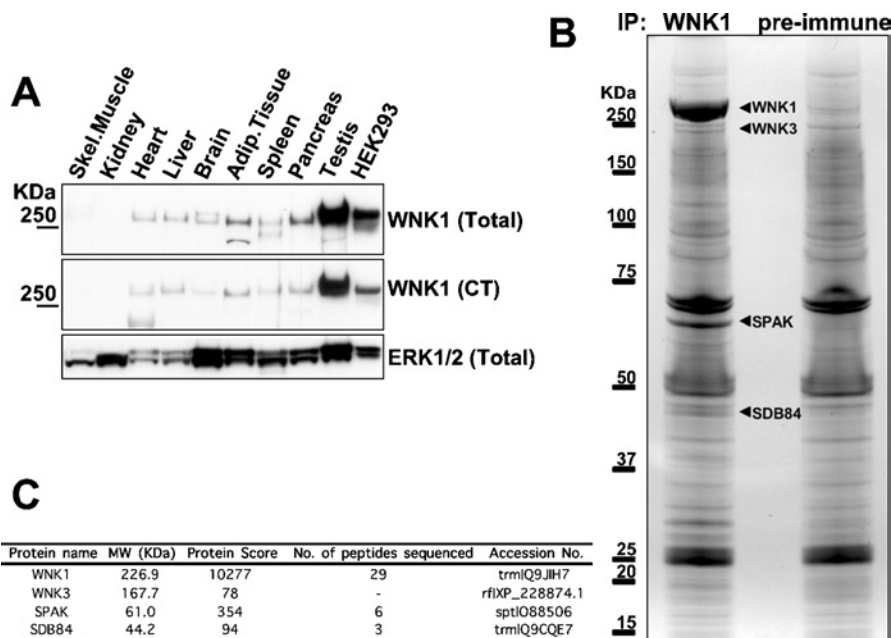 A
Skel.Muscle
Kidney
Heart
Liver
Brain
Adip.Tissue
Spleen
Pancreas
Testis
HEK293
KDa
250
WNK1 (Total)
250
WNK1 (CT)
ERK1/2 (Total)
B
IP: WNK1 pre-immune
KDa
250
150
100
75
50
37
25
20
15
WNK1
WNK3
SPAK
SDB84
C
Protein name MW (KDa) Protein Score No. of peptides sequenced Accession No.
WNK1 226.9 10277 29 trm|Q9JIH7
WNK3 167.7 78 - rf|XP_228874.1
SPAK 61.0 354 6 spt|O88506
SDB84 44.2 94 3 trm|Q9CQE7